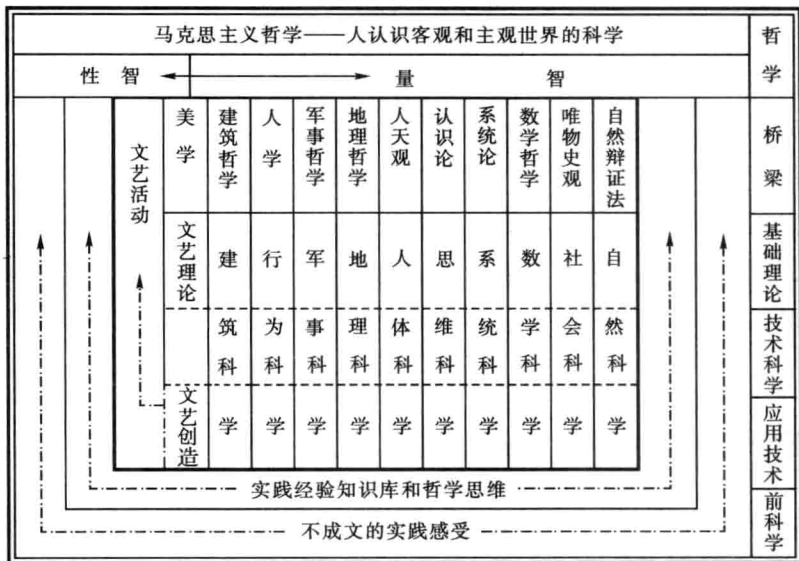 马克思主义哲学——人认识客观和主观世界的科学
哲学
性智
量智
文艺活动
美学
建筑哲学
人学
军事哲学
地理哲学
人天观
认识论
系统论
数学哲学
唯物史观
自然辩证法
桥梁
文艺理论
文艺创造
建筑科学
行为科学
军事科学
地理科学
人体科学
思维科学
系统科学
数学科学
社会科学
自然科学
基础理论
技术科学
应用技术
实践经验知识库和哲学思维
不成文的实践感受
前科学